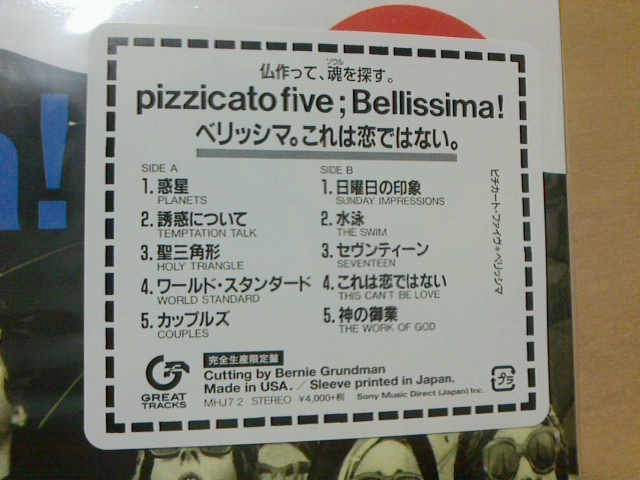 a!
ソウル
仏作って、魂を探す。
pizzicato five ; Bellissima!
ベリッシマ。これは恋ではない。
SIDE A
1. 惑星
PLANETS
2. 誘惑について
TEMPTATION TALK
3. 聖三角形
HOLY TRIANGLE
4. ワールド・スタンダード
WORLD STANDARD
5. カップルズ
COUPLES
SIDE B
1. 日曜日の印象
SUNDAY IMPRESSIONS
2. 水泳
THE SWIM
3. セヴンティーン
SEVENTEEN
4. これは恋ではない
THIS CAN'T BE LOVE
5. 神の御業
THE WORK OF GOD
ピチカート・ファイヴ*ベリッシマ
GREAT
TRACKS
完全生産限定盤
Cutting by Bernie Grundman
Made in USA. / Sleeve printed in Japan.
MHJ7 2 STEREO ¥4,000+税 Sony Music Direct (Japan) Inc.
プラ